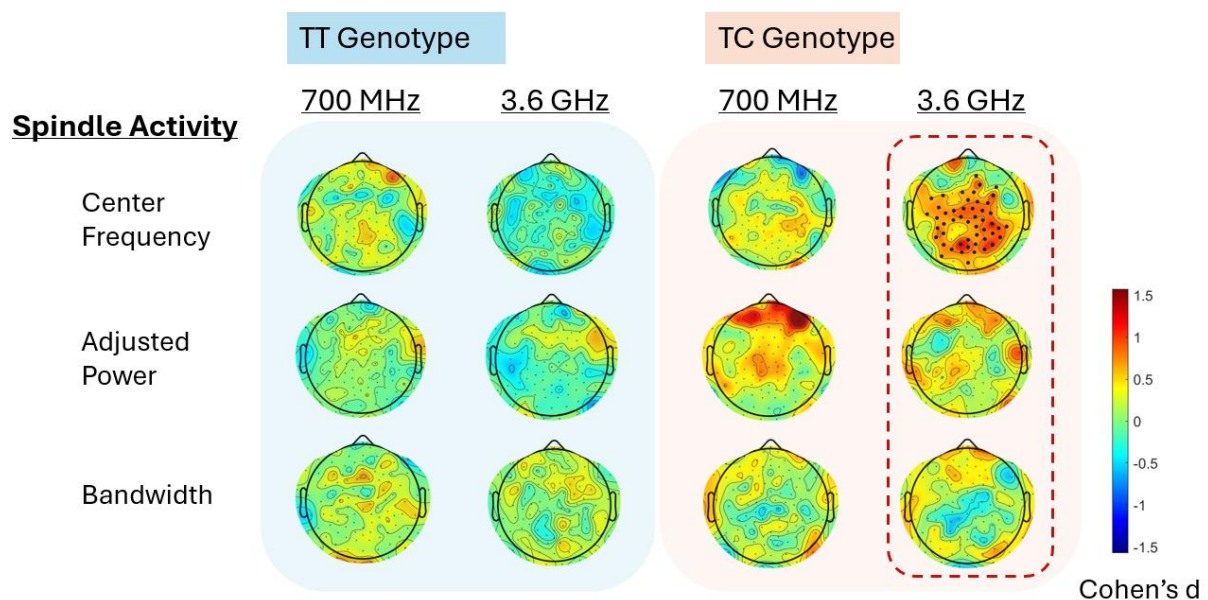 TT Genotype
TC Genotype
700 MHz
3.6 GHz
700 MHz
3.6 GHz
Spindle Activity
Center
Frequency
Adjusted
Power
Bandwidth
1.5
1
0.5
0
-0.5
-1
-1.5
Cohen's d